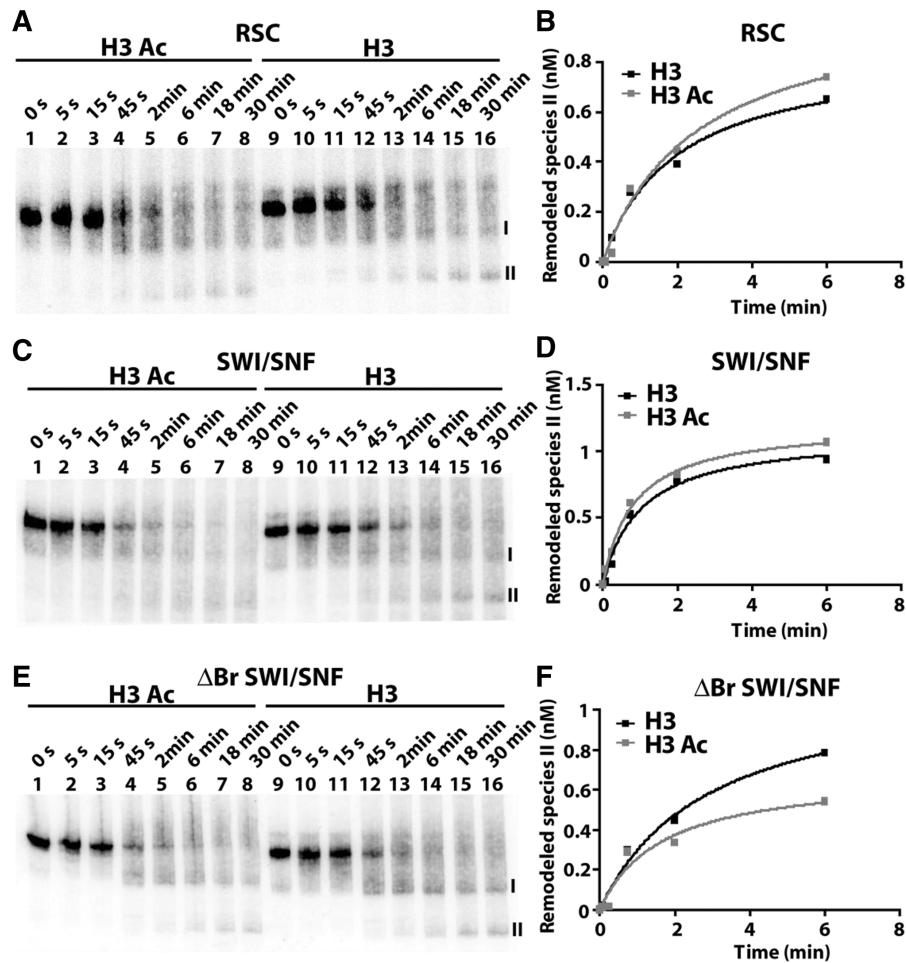 A
RSC
H3 Ac
H3
0 s 5 s 15 s 45 s 2min 6 min 18 min 30 min 0 s 5 s 15 s 45 s 2min 6 min 18 min 30 min
1 2 3 4 5 6 7 8 9 10 11 12 13 14 15 16
I
II
B
RSC
H3
H3 Ac
Remodeled species II (nM)
0.8
0.6
0.4
0.2
0
0 2 4 6 8
Time (min)
C
SWI/SNF
H3 Ac
H3
0 s 5 s 15 s 45 s 2min 6 min 18 min 30 min 0 s 5 s 15 s 45 s 2min 6 min 18 min 30 min
1 2 3 4 5 6 7 8 9 10 11 12 13 14 15 16
I
II
D
SWI/SNF
H3
H3 Ac
Remodeled species II (nM)
1.5
1
0.5
0
0 2 4 6 8
Time (min)
E
ΔBr SWI/SNF
H3 Ac
H3
0 s 5 s 15 s 45 s 2min 6 min 18 min 30 min 0 s 5 s 15 s 45 s 2min 6 min 18 min 30 min
1 2 3 4 5 6 7 8 9 10 11 12 13 14 15 16
I
II
F
ΔBr SWI/SNF
H3
H3 Ac
Remodeled species II (nM)
1
0.8
0.6
0.4
0.2
0
0 2 4 6 8
Time (min)